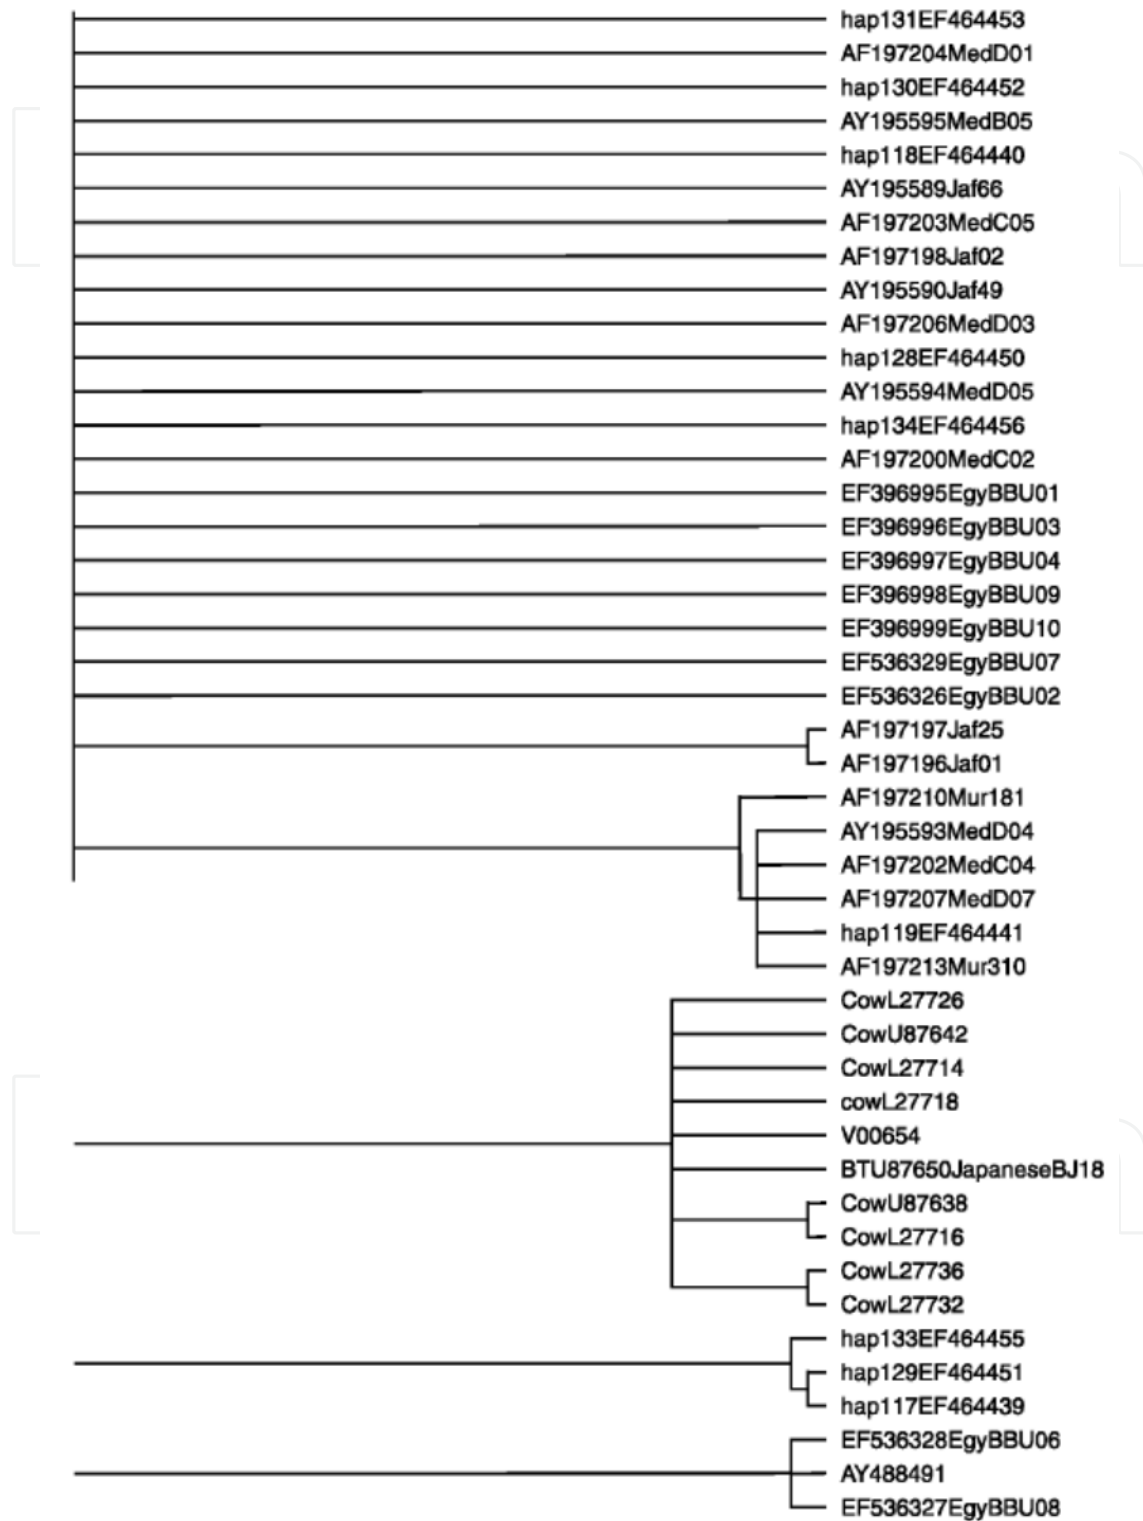 hap131EF464453
AF197204MedD01
hap130EF464452
AY195595MedB05
hap118EF464440
AY195589Jaf66
AF197203MedC05
AF197198Jaf02
AY195590Jaf49
AF197206MedD03
hap128EF464450
AY195594MedD05
hap134EF464456
AF197200MedC02
EF396995EgyBBU01
EF396996EgyBBU03
EF396997EgyBBU04
EF396998EgyBBU09
EF396999EgyBBU10
EF536329EgyBBU07
EF536326EgyBBU02
AF197197Jaf25
AF197196Jaf01
AF197210Mur181
AY195593MedD04
AF197202MedC04
AF197207MedD07
hap119EF464441
AF197213Mur310
CowL27726
CowU87642
CowL27714
cowL27718
V00654
BTU87650JapaneseBJ18
CowU87638
CowL27716
CowL27736
CowL27732
hap133EF464455
hap129EF464451
hap117EF464439
EF536328EgyBBU06
AY488491
EF536327EgyBBU08